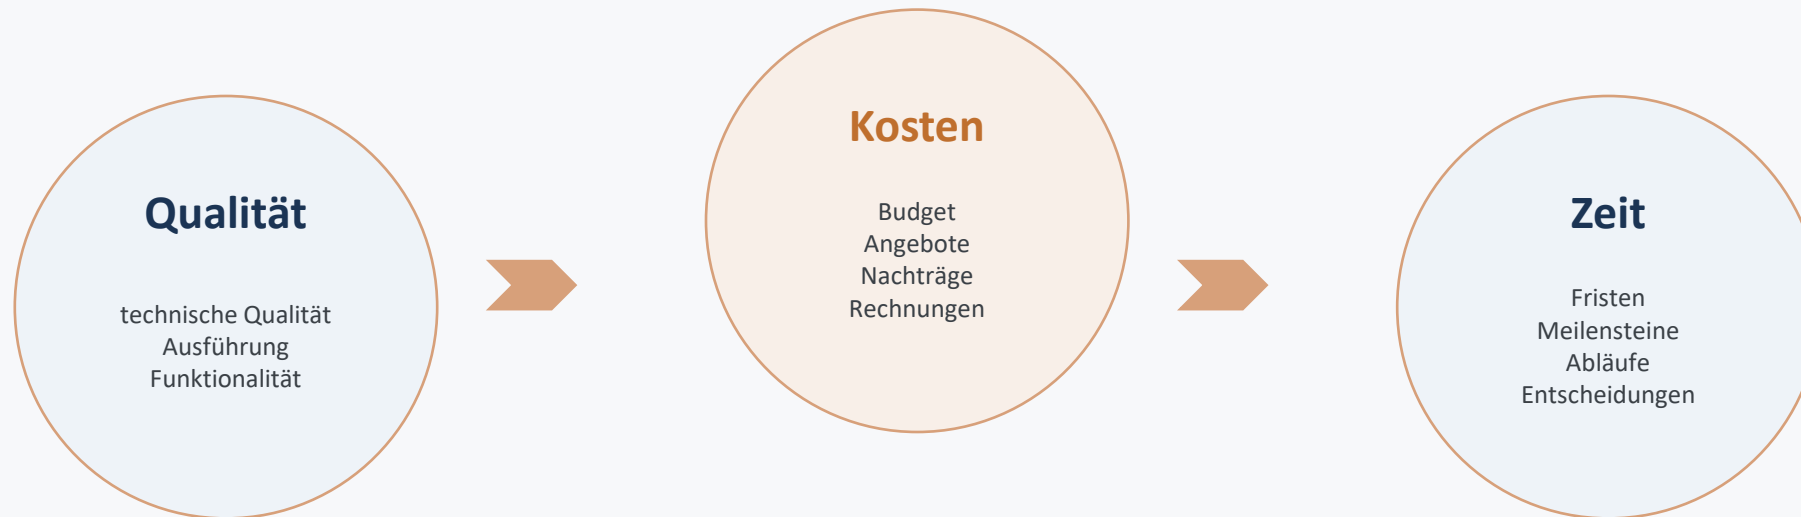 Qualität
technische Qualität
Ausführung
Funktionalität
Kosten
Budget
Angebote
Nachträge
Rechnungen
Zeit
Fristen
Meilensteine
Abläufe
Entscheidungen